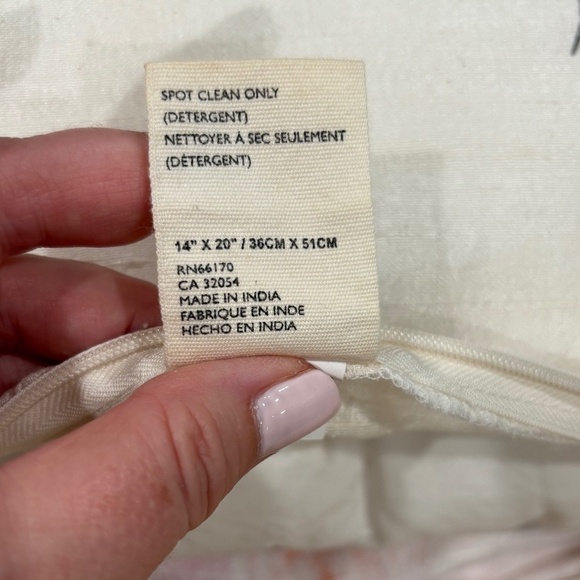 SPOT CLEAN ONLY
(DETERGENT)
NETTOYER À SEC SEULEMENT
(DÉTERGENT)
14" X 20" / 36CM X 51CM
RN66170
CA 32054
MADE IN INDIA
FABRIQUE EN INDE
HECHO EN INDIA